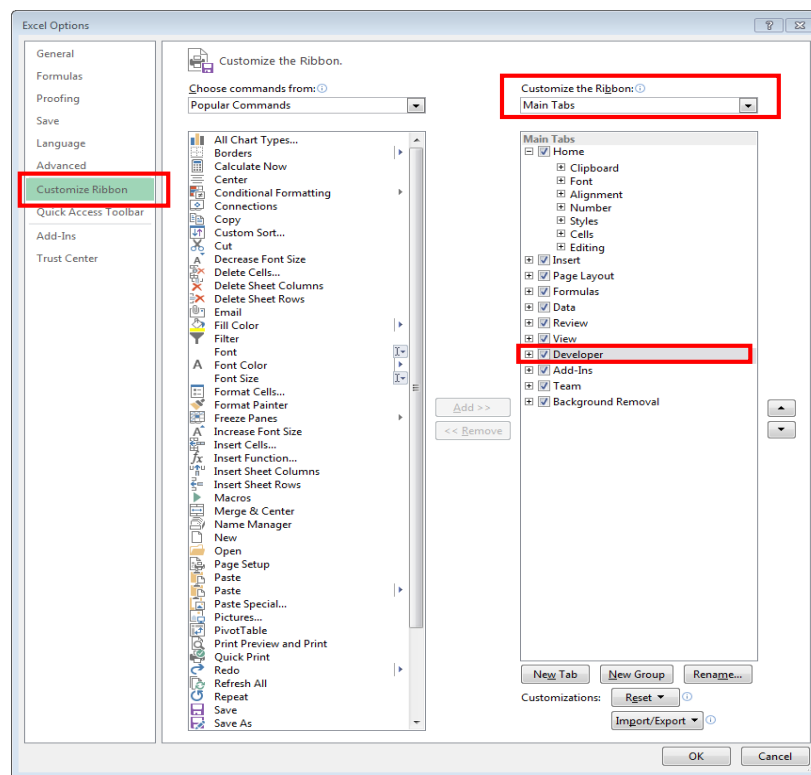 Excel Options
General
Formulas
Proofing
Save
Language
Advanced
Customize Ribbon
Quick Access Toolbar
Add-Ins
Trust Center
Customize the Ribbon.
Choose commands from:
Popular Commands
All Chart Types...
Borders
Calculate Now
Center
Conditional Formatting
Connections
Copy
Custom Sort...
Cut
Decrease Font Size
Delete Cells...
Delete Sheet Columns
Delete Sheet Rows
Email
Fill Color
Filter
Font
Font Color
Font Size
Format Cells...
Format Painter
Freeze Panes
Increase Font Size
Insert Cells...
Insert Function...
Insert Sheet Columns
Insert Sheet Rows
Macros
Merge & Center
Name Manager
New
Open
Page Setup
Paste
Paste
Paste Special...
Pictures...
PivotTable
Print Preview and Print
Quick Print
Redo
Refresh All
Repeat
Save
Save As
Add >>
<< Remove
Customize the Ribbon:
Main Tabs
Main Tabs
Home
Clipboard
Font
Alignment
Number
Styles
Cells
Editing
Insert
Page Layout
Formulas
Data
Review
View
Developer
Add-Ins
Team
Background Removal
New Tab
New Group
Rename...
Customizations:
Reset
Import/Export
OK
Cancel